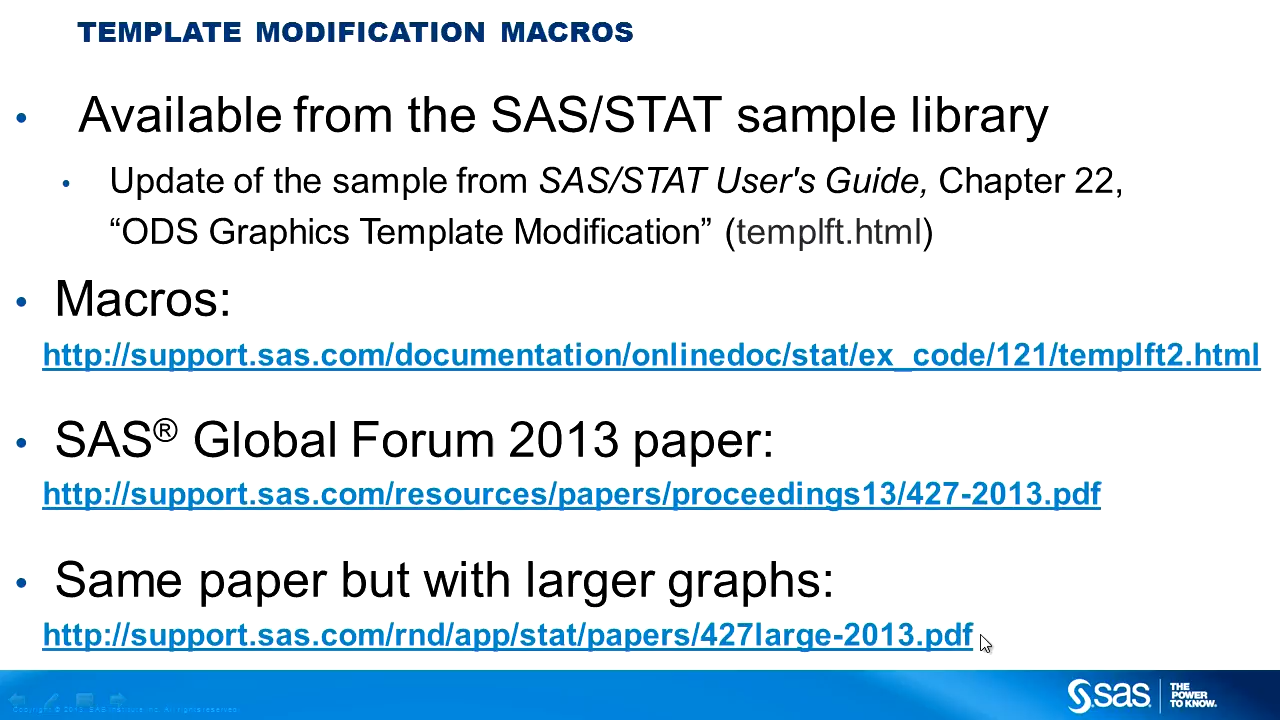 TEMPLATE MODIFICATION MACROS
• Available from the SAS/STAT sample library
• Update of the sample from SAS/STAT User's Guide, Chapter 22,
“ODS Graphics Template Modification” (templft.html)
• Macros:
http://support.sas.com/documentation/onlinedoc/stat/ex_code/121/templft2.html
• SAS® Global Forum 2013 paper:
http://support.sas.com/resources/papers/proceedings13/427-2013.pdf
• Same paper but with larger graphs:
http://support.sas.com/rnd/app/stat/papers/427large-2013.pdf
sas
THE
POWER
TO KNOW.